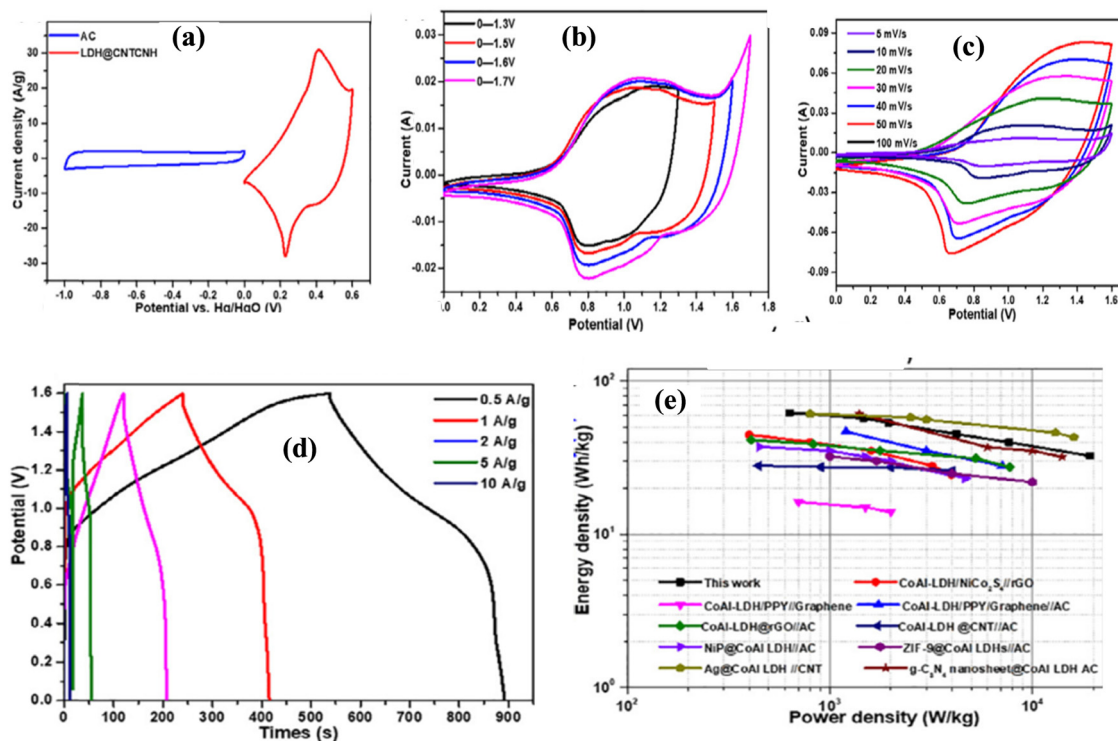 (a)
AC
LDH@CNTCNH
Current density (A/g)
30
20
10
0
-10
-20
-30
-1.0 -0.8 -0.6 -0.4 -0.2 0.0 0.2 0.4 0.6
Potential vs. Hg/HgO (V)
(b)
0—1.3V
0—1.5V
0—1.6V
0—1.7V
Current (A)
0.03
0.02
0.01
0.00
-0.01
-0.02
0.0 0.2 0.4 0.6 0.8 1.0 1.2 1.4 1.6 1.8
Potential (V)
(c)
5 mV/s
10 mV/s
20 mV/s
30 mV/s
40 mV/s
50 mV/s
100 mV/s
Current (A)
0.09
0.06
0.03
0.00
-0.03
-0.06
-0.09
0.0 0.2 0.4 0.6 0.8 1.0 1.2 1.4 1.6
Potential (V)
(d)
0.5 A/g
1 A/g
2 A/g
5 A/g
10 A/g
Potential (V)
1.6
1.4
1.2
1.0
0.8
0.6
0.4
0.2
0.0
0 100 200 300 400 500 600 700 800 900
Times (s)
(e)
Energy density (Wh/kg)
10²
10¹
10⁰
This work
CoAl-LDH/NiCo₂S₄//rGO
CoAl-LDH/PPY//Graphene
CoAl-LDH/PPY/Graphene//AC
CoAl-LDH@rGO//AC
CoAl-LDH @CNT//AC
NiP@CoAl LDH//AC
ZIF-9@CoAl LDHs//AC
Ag@CoAl LDH //CNT
g-C₃N₄ nanosheet@CoAl LDH AC
10² 10³ 10⁴
Power density (W/kg)